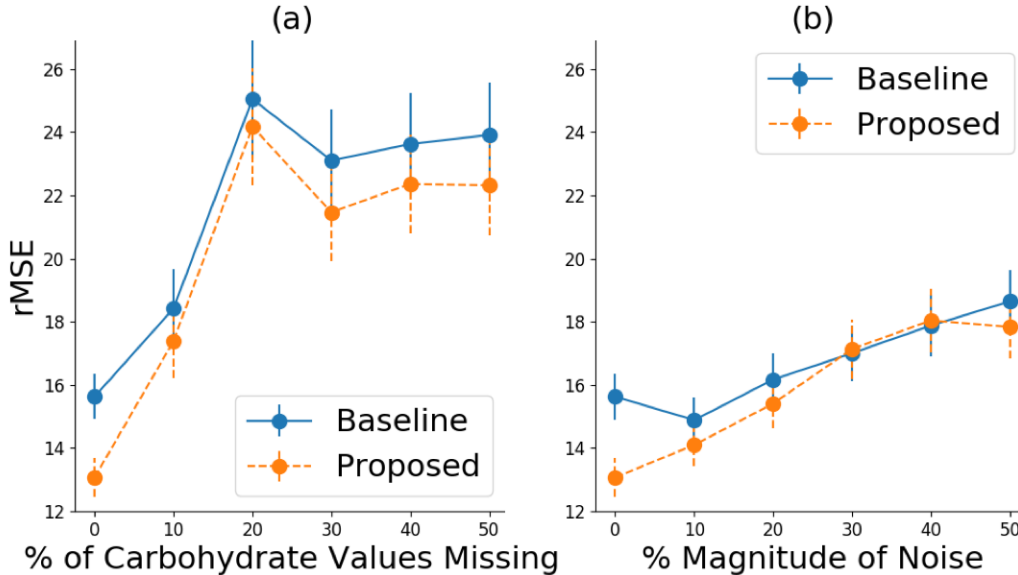 (a)
26
24
22
20
18
16
14
12
rMSE
Baseline
Proposed
0 10 20 30 40 50
% of Carbohydrate Values Missing
(b)
Baseline
Proposed
26
24
22
20
18
16
14
12
0 10 20 30 40 50
% Magnitude of Noise